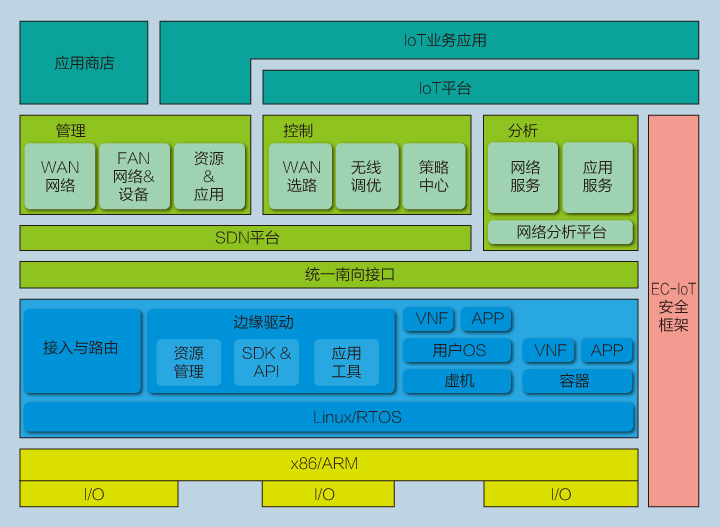 应用商店
IoT业务应用
IoT平台
管理
WAN
网络
FAN
网络&
设备
资源
&
应用
控制
WAN
选路
无线
调优
策略
中心
分析
网络
服务
应用
服务
网络分析平台
SDN平台
统一南向接口
EC-IoT
安全
框架
接入与路由
边缘驱动
资源
管理
SDK &
API
应用
工具
VNF
APP
用户OS
虚机
VNF
APP
容器
Linux/RTOS
x86/ARM
I/O
I/O
I/O